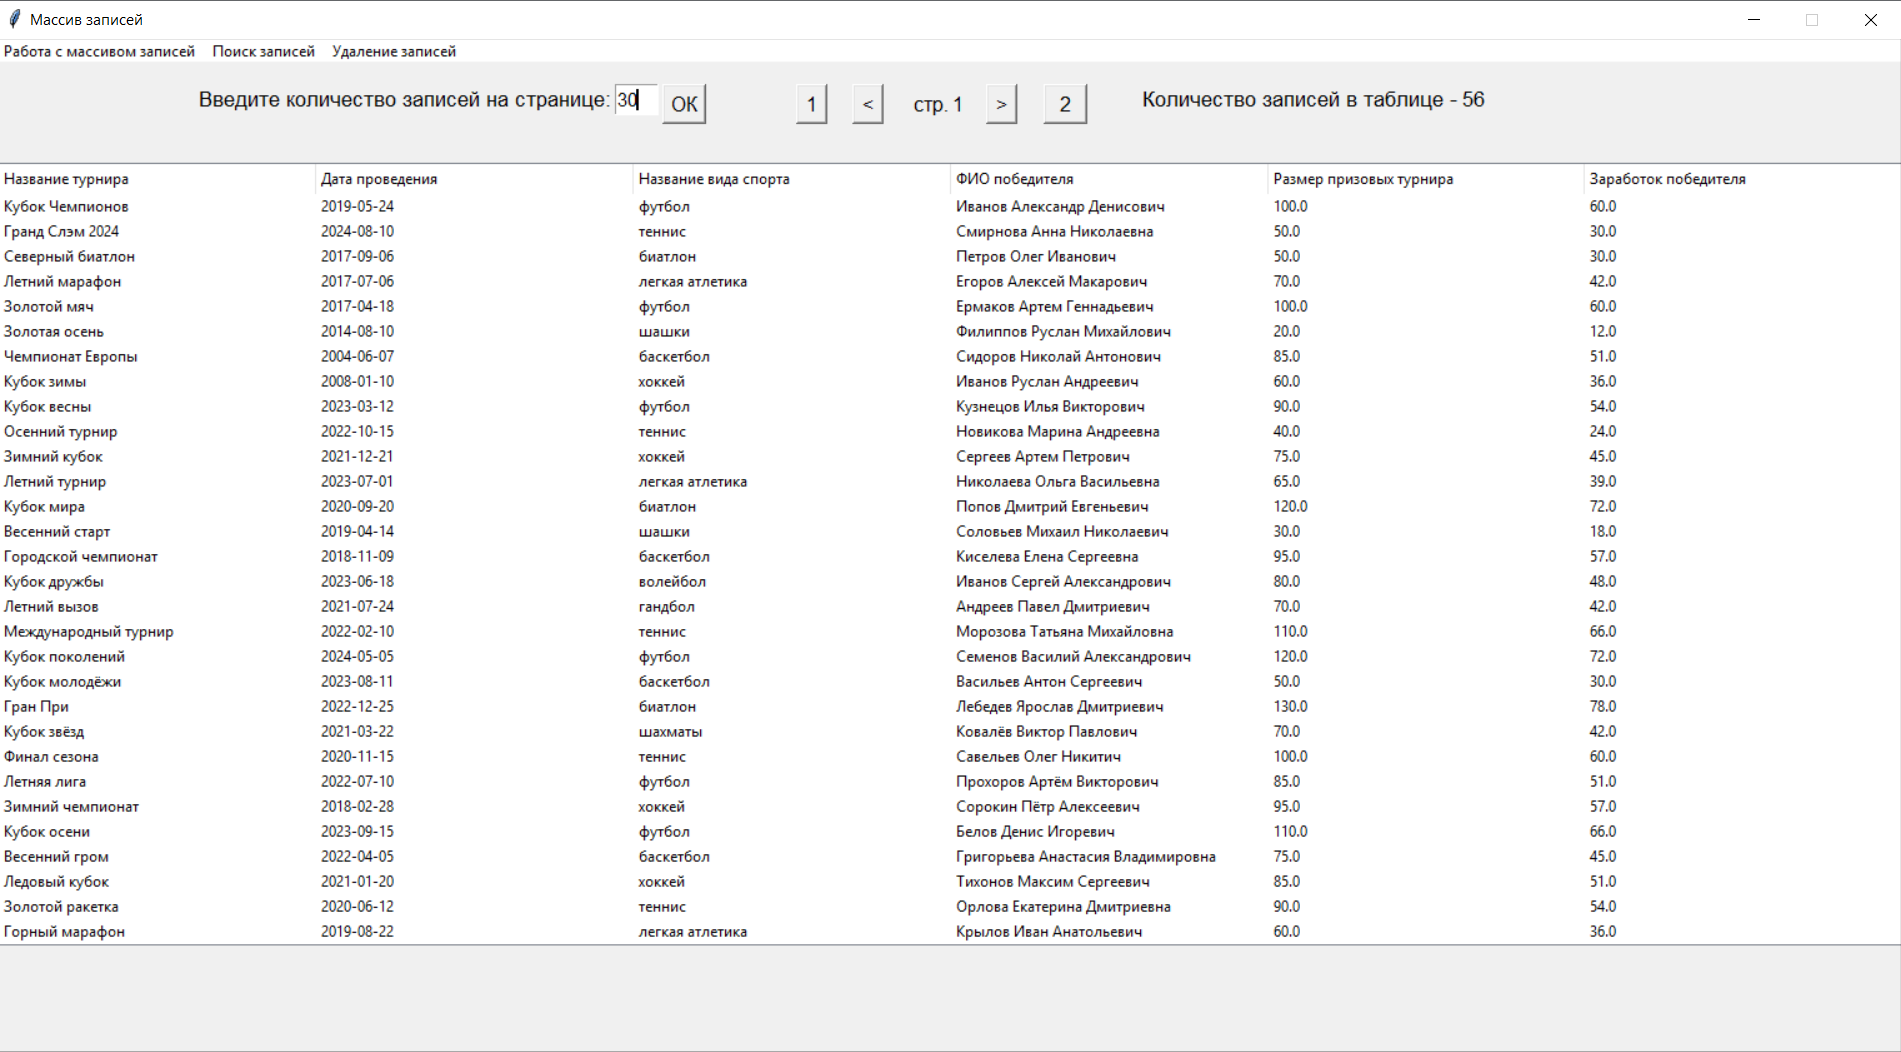 Массив записей
Работа с массивом записей Поиск записей Удаление записей
Введите количество записей на странице: 30 ОК 1 < стр. 1 > 2 Количество записей в таблице - 56
Название турнира Дата проведения Название вида спорта ФИО победителя Размер призовых турнира Заработок победителя
Кубок Чемпионов 2019-05-24 футбол Иванов Александр Денисович 100.0 60.0
Гранд Слэм 2024 2024-08-10 теннис Смирнова Анна Николаевна 50.0 30.0
Северный биатлон 2017-09-06 биатлон Петров Олег Иванович 50.0 30.0
Летний марафон 2017-07-06 легкая атлетика Егоров Алексей Макарович 70.0 42.0
Золотой мяч 2017-04-18 футбол Ермаков Артем Геннадьевич 100.0 60.0
Золотая осень 2014-08-10 шашки Филиппов Руслан Михайлович 20.0 12.0
Чемпионат Европы 2004-06-07 баскетбол Сидоров Николай Антонович 85.0 51.0
Кубок зимы 2008-01-10 хоккей Иванов Руслан Андреевич 60.0 36.0
Кубок весны 2023-03-12 футбол Кузнецов Илья Викторович 90.0 54.0
Осенний турнир 2022-10-15 теннис Новикова Марина Андреевна 40.0 24.0
Зимний кубок 2021-12-21 хоккей Сергеев Артем Петрович 75.0 45.0
Летний турнир 2023-07-01 легкая атлетика Николаева Ольга Васильевна 65.0 39.0
Кубок мира 2020-09-20 биатлон Попов Дмитрий Евгеньевич 120.0 72.0
Весенний старт 2019-04-14 шашки Соловьев Михаил Николаевич 30.0 18.0
Городской чемпионат 2018-11-09 баскетбол Киселева Елена Сергеевна 95.0 57.0
Кубок дружбы 2023-06-18 волейбол Иванов Сергей Александрович 80.0 48.0
Летний вызов 2021-07-24 гандбол Андреев Павел Дмитриевич 70.0 42.0
Международный турнир 2022-02-10 теннис Морозова Татьяна Михайловна 110.0 66.0
Кубок поколений 2024-05-05 футбол Семенов Василий Александрович 120.0 72.0
Кубок молодёжи 2023-08-11 баскетбол Васильев Антон Сергеевич 50.0 30.0
Гран При 2022-12-25 биатлон Лебедев Ярослав Дмитриевич 130.0 78.0
Кубок звёзд 2021-03-22 шахматы Ковалёв Виктор Павлович 70.0 42.0
Финал сезона 2020-11-15 теннис Савельев Олег Никитич 100.0 60.0
Летняя лига 2022-07-10 футбол Прохоров Артём Викторович 85.0 51.0
Зимний чемпионат 2018-02-28 хоккей Сорокин Пётр Алексеевич 95.0 57.0
Кубок осени 2023-09-15 футбол Белов Денис Игоревич 110.0 66.0
Весенний гром 2022-04-05 баскетбол Григорьева Анастасия Владимировна 75.0 45.0
Ледовый кубок 2021-01-20 хоккей Тихонов Максим Сергеевич 85.0 51.0
Золотой ракетка 2020-06-12 теннис Орлова Екатерина Дмитриевна 90.0 54.0
Горный марафон 2019-08-22 легкая атлетика Крылов Иван Анатольевич 60.0 36.0